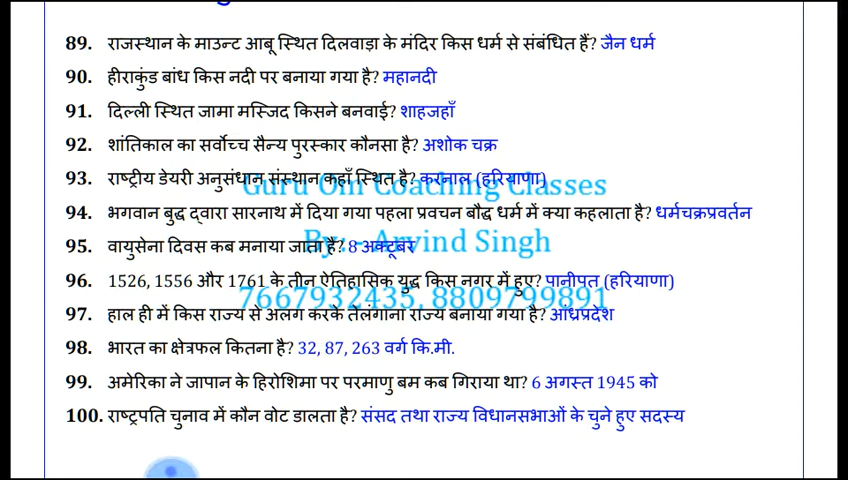 89. राजस्थान के माउन्ट आबू स्थित दिलवाड़ा के मंदिर किस धर्म से संबंधित हैं? जैन धर्म
90. हीराकुंड बांध किस नदी पर बनाया गया है? महानदी
91. दिल्ली स्थित जामा मस्जिद किसने बनवाई? शाहजहाँ
92. शांतिकाल का सर्वोच्च सैन्य पुरस्कार कौनसा है? अशोक चक्र
93. राष्ट्रीय डेयरी अनुसंधान संस्थान कहाँ स्थित है? करनाल (हरियाणा)
Guru Om Coaching Classes
94. भगवान बुद्ध द्वारा सारनाथ में दिया गया पहला प्रवचन बौद्ध धर्म में क्या कहलाता है? धर्मचक्रप्रवर्तन
95. वायुसेना दिवस कब मनाया जाता है? 8 अक्टूबर
By:- Arvind Singh
96. 1526, 1556 और 1761 के तीन ऐतिहासिक युद्ध किस नगर में हुए? पानीपत (हरियाणा)
7667932435, 8809799891
97. हाल ही में किस राज्य से अलग करके तेलंगाना राज्य बनाया गया है? आंध्रप्रदेश
98. भारत का क्षेत्रफल कितना है? 32, 87, 263 वर्ग कि.मी.
99. अमेरिका ने जापान के हिरोशिमा पर परमाणु बम कब गिराया था? 6 अगस्त 1945 को
100. राष्ट्रपति चुनाव में कौन वोट डालता है? संसद तथा राज्य विधानसभाओं के चुने हुए सदस्य